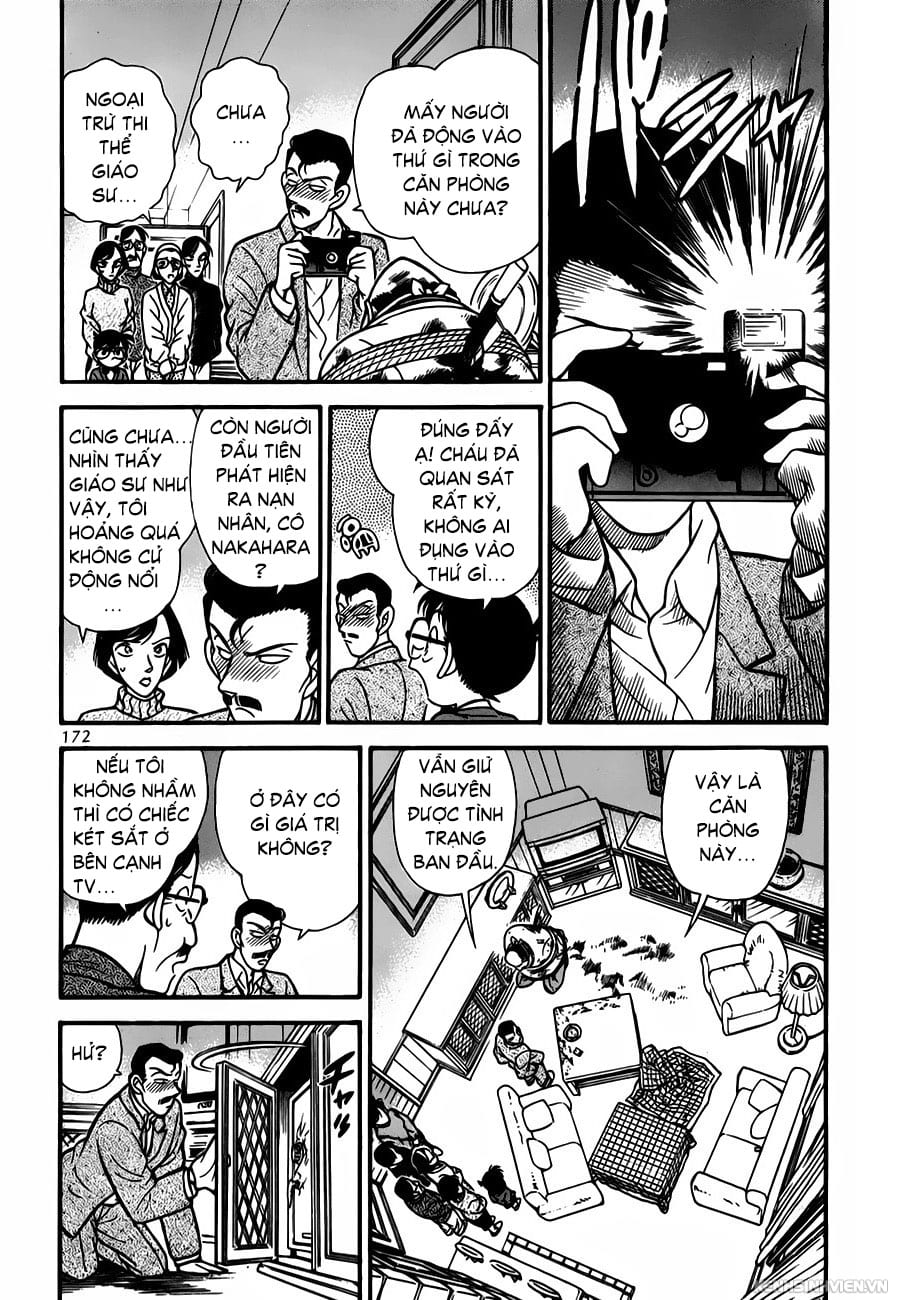 パ
シャ
MẤY NGƯỜI
ĐÃ ĐỘNG VÀO
THỨ GÌ TRONG
CĂN PHÒNG
NÀY CHƯA?
CHƯA
...
NGOẠI
TRỪ THI
THỂ
GIÁO
SƯ...
ĐÚNG ĐẤY
Ạ! CHÁU ĐÃ
QUAN SÁT
RẤT KỸ,
KHÔNG AI
ĐỤNG VÀO
THỨ GÌ...
CÒN NGƯỜI
ĐẦU TIÊN
PHÁT HIỆN
RA NẠN
NHÂN, CÔ
NAKAHARA
?
CŨNG CHƯA...
NHÌN THẤY
GIÁO SƯ NHƯ
VẬY, TÔI
HOẢNG QUÁ
KHÔNG CỬ
ĐỘNG NỔI
...
172
VẬY LÀ
CĂN
PHÒNG
NÀY...
VẪN GIỮ
NGUYÊN
ĐƯỢC TÌNH
TRẠNG
BAN ĐẦU.
Ở ĐÂY CÓ
GÌ GIÁ TRỊ
KHÔNG?
NẾU TÔI
KHÔNG NHẦM
THÌ CÓ CHIẾC
KÉT SẮT Ở
BÊN CẠNH
TV...
HỬ?